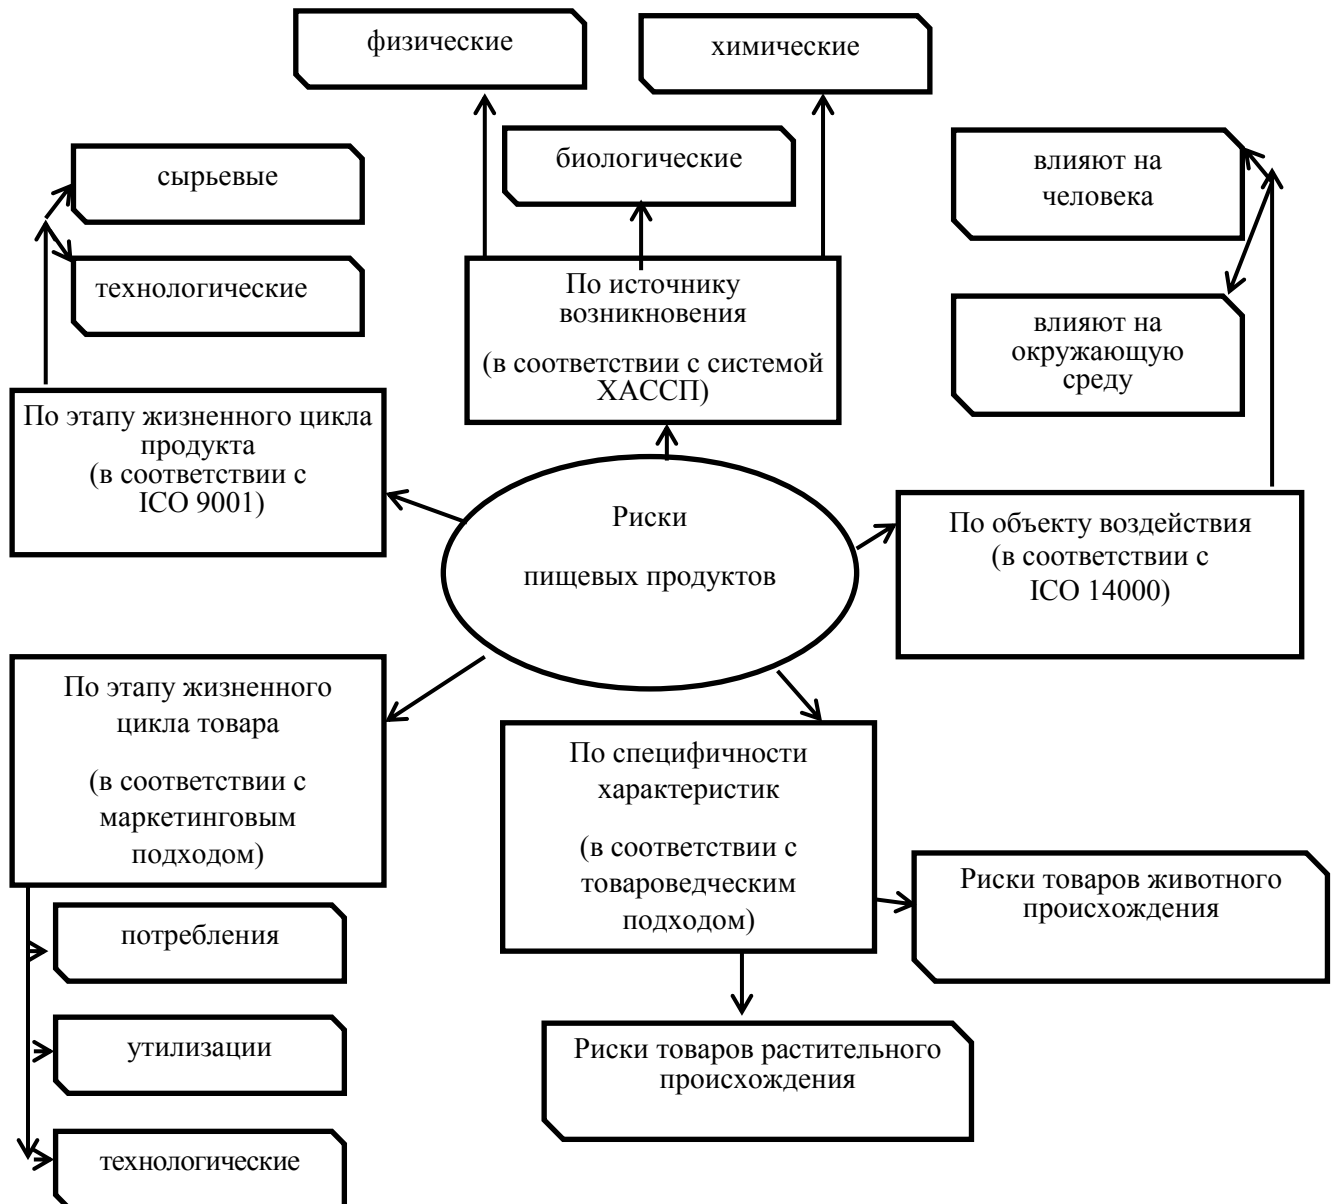 физические
химические
биологические
сырьевые
технологические
влияют на
человека
По источнику
возникновения
(в соответствии с системой
ХАССП)
влияют на
окружающую
среду
По этапу жизненного цикла
продукта
(в соответствии с
ICO 9001)
Риски
пищевых продуктов
По объекту воздействия
(в соответствии с
ICO 14000)
По этапу жизненного
цикла товара
(в соответствии с
маркетинговым
подходом)
По специфичности
характеристик
(в соответствии с
товароведческим
подходом)
Риски товаров животного
происхождения
потребления
утилизации
технологические
Риски товаров растительного
происхождения